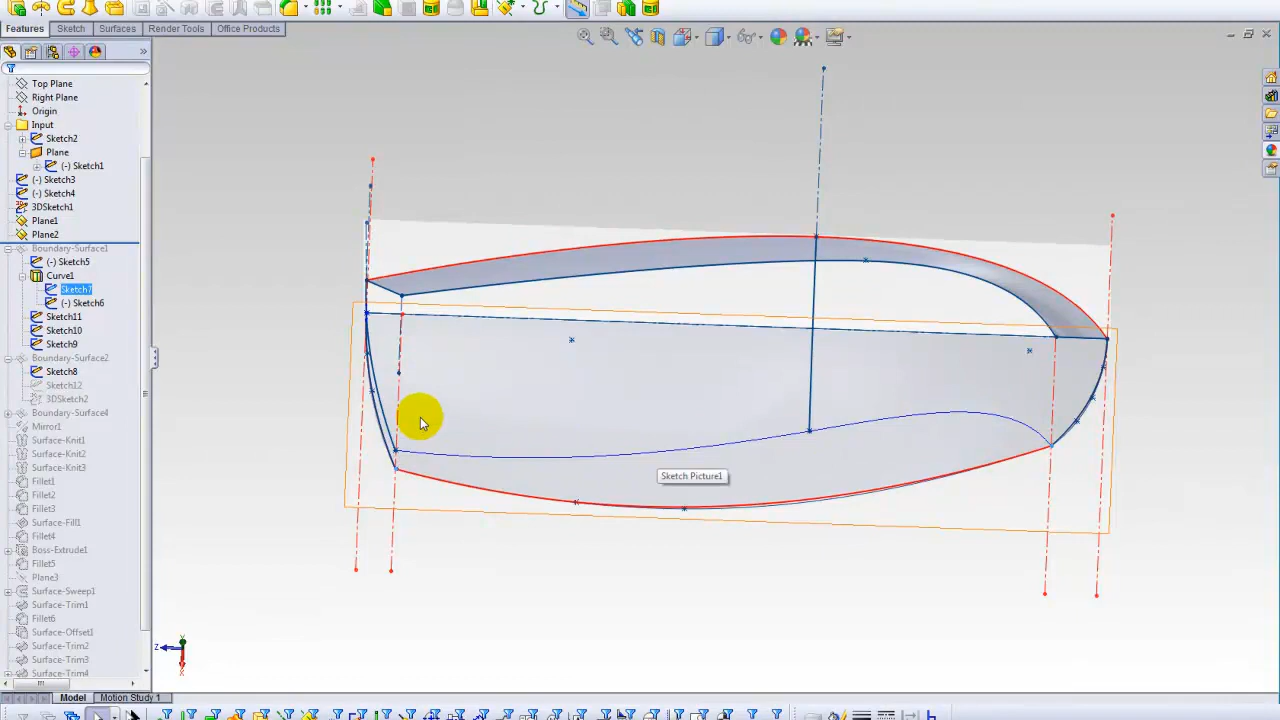 Features Sketch Surfaces Render Tools Office Products
Top Plane
Right Plane
Origin
Input
Sketch2
Plane
(-) Sketch1
(-) Sketch3
(-) Sketch4
3DSketch1
Plane1
Plane2
Boundary-Surface1
(-) Sketch5
Curve1
Sketch7
(-) Sketch6
Sketch11
Sketch10
Sketch9
Boundary-Surface2
Sketch8
Sketch12
3DSketch2
Boundary-Surface4
Mirror1
Surface-Knit1
Surface-Knit2
Surface-Knit3
Fillet1
Fillet2
Fillet3
Surface-Fill1
Fillet4
Boss-Extrude1
Fillet5
Plane3
Surface-Sweep1
Surface-Trim1
Fillet6
Surface-Offset1
Surface-Trim2
Surface-Trim3
Surface-Trim4
Sketch Picture1
Y
Z
X
Model Motion Study 1